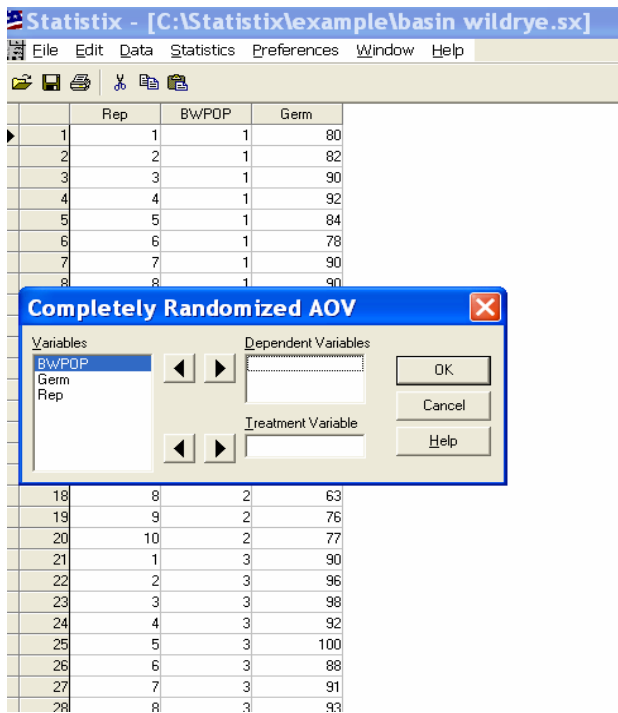 Statistix - [C:\Statistix\example\basin wildrye.sx]
File Edit Data Statistics Preferences Window Help
Rep BWPOP Germ
1 1 1 80
2 2 1 82
3 3 1 90
4 4 1 92
5 5 1 84
6 6 1 78
7 7 1 90
8 8 1 90
Completely Randomized AOV
Variables
BWPOP
Germ
Rep
Dependent Variables
Treatment Variable
OK
Cancel
Help
18 8 2 63
19 9 2 76
20 10 2 77
21 1 3 90
22 2 3 96
23 3 3 98
24 4 3 92
25 5 3 100
26 6 3 88
27 7 3 91
28 8 3 93